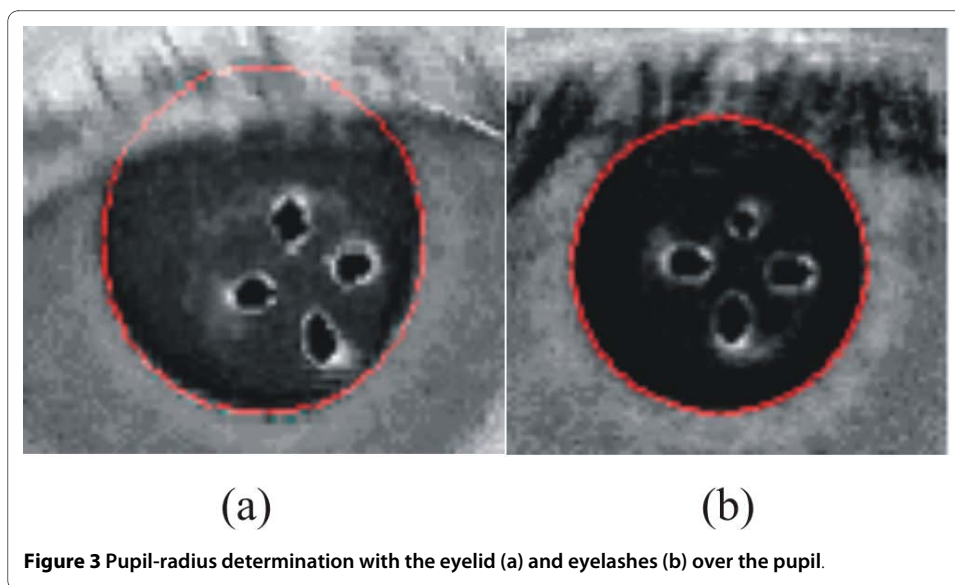 (a) (b)
Figure 3 Pupil-radius determination with the eyelid (a) and eyelashes (b) over the pupil.